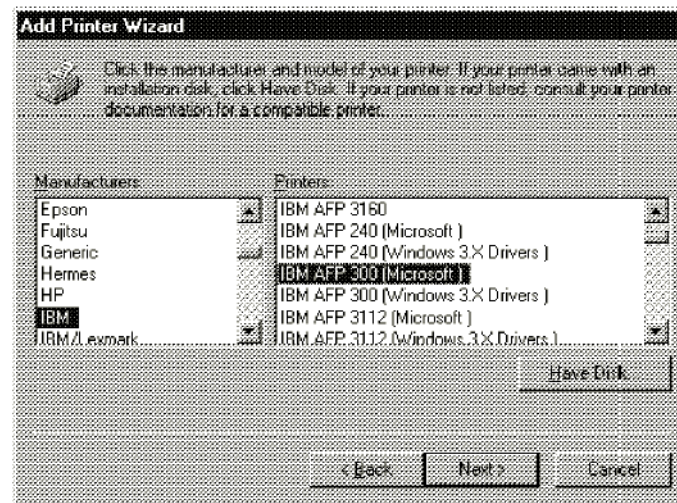 Add Printer Wizard
Click the manufacturer and model of your printer. If your printer came with an
installation disk, click Have Disk. If your printer is not listed, consult your printer
documentation for a compatible printer.
Manufacturers:
Epson
Fujitsu
Generic
Hermes
HP
IBM
IBM/Lexmark
Printers:
IBM AFP 3160
IBM AFP 240 (Microsoft )
IBM AFP 240 (Windows 3.X Drivers )
IBM AFP 300 (Microsoft )
IBM AFP 300 (Windows 3.X Drivers )
IBM AFP 3112 (Microsoft )
IBM AFP 3112 (Windows 3.X Drivers )
Have Disk...
< Back
Next >
Cancel